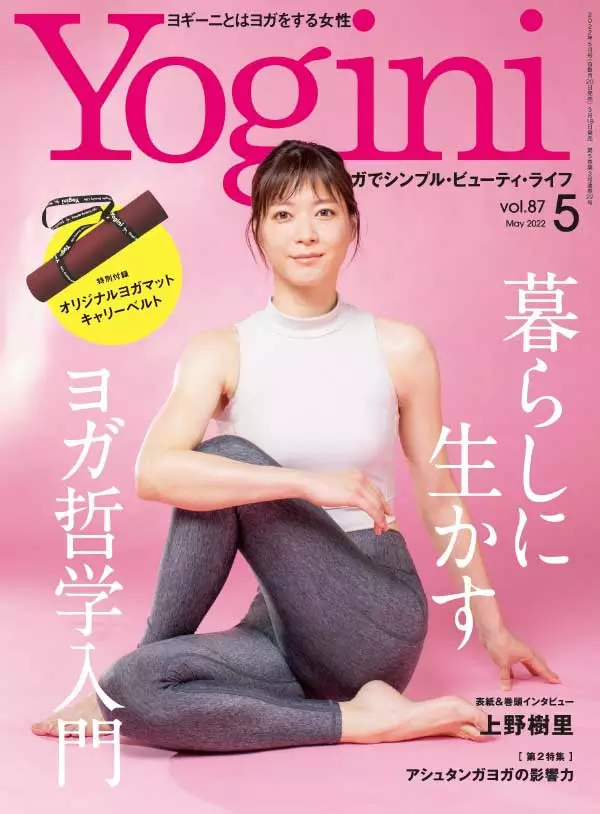 ヨギーニとはヨガをする女性
Yogini
ガでシンプル・ビューティ・ライフ
vol.87
May 2022
5
特別付録
オリジナルヨガマット
キャリーベルト
暮らしに
生かす
ヨガ哲学入門
表紙&巻頭インタビュー
上野樹里
[ 第2特集 ]
アシュタンガヨガの影響力